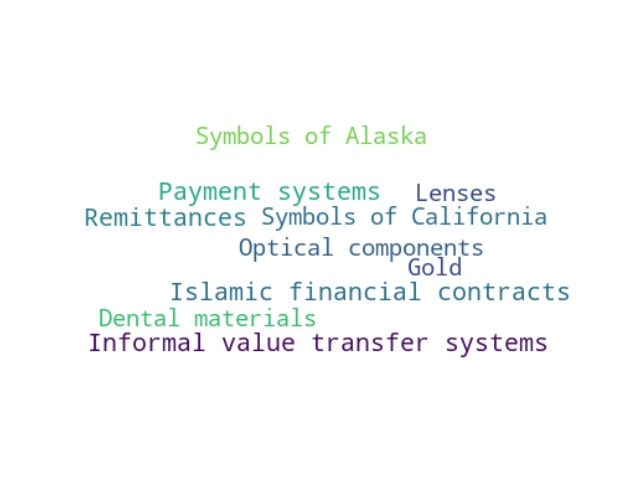 Symbols of Alaska
Payment systems
Lenses
Remittances
Symbols of California
Optical components
Gold
Islamic financial contracts
Dental materials
Informal value transfer systems